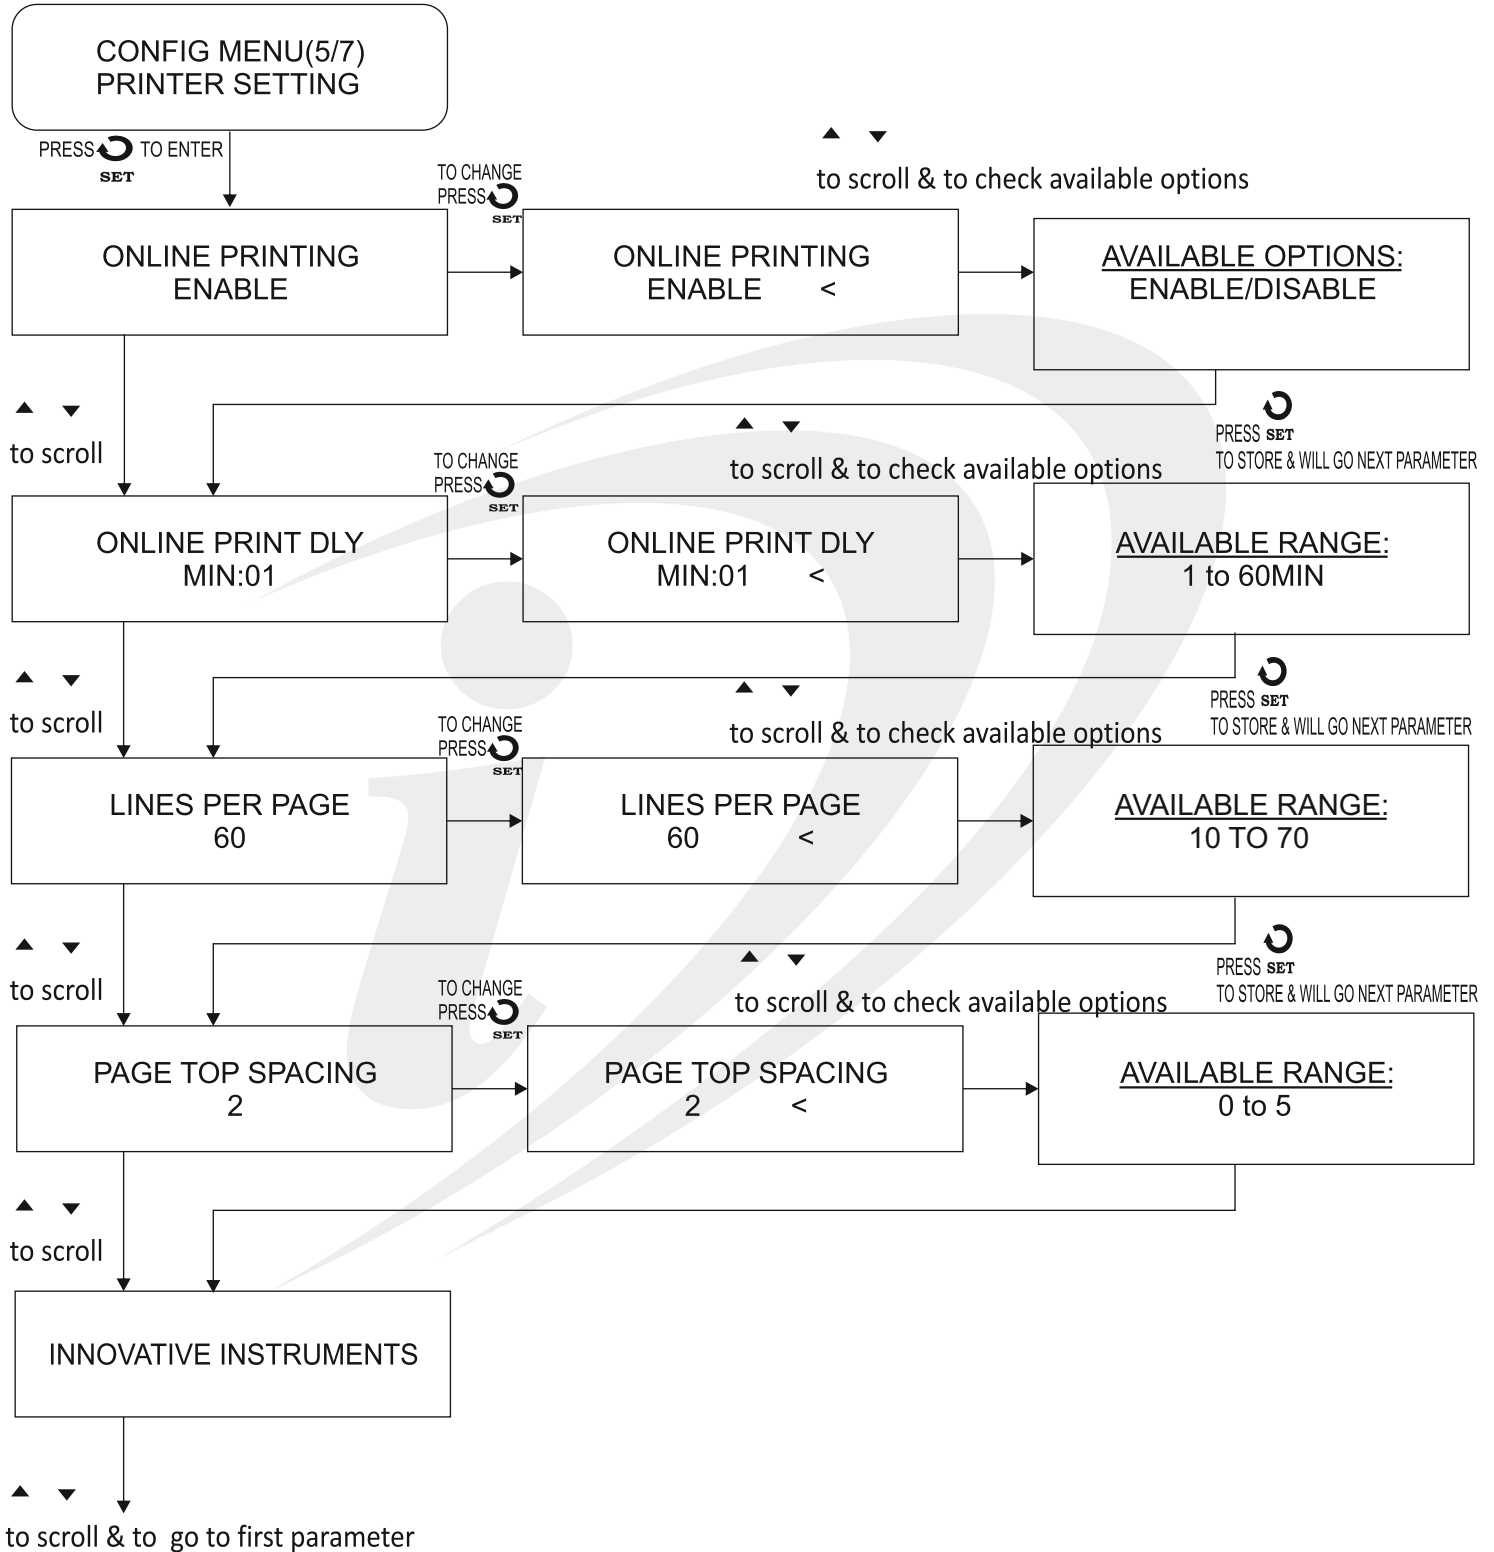 CONFIG MENU(5/7)
PRINTER SETTING
PRESS TO ENTER
SET
TO CHANGE
PRESS
SET
to scroll & to check available options
ONLINE PRINTING
ENABLE
ONLINE PRINTING
ENABLE <
AVAILABLE OPTIONS:
ENABLE/DISABLE
to scroll
TO CHANGE
PRESS
SET
to scroll & to check available options
PRESS SET
TO STORE & WILL GO NEXT PARAMETER
ONLINE PRINT DLY
MIN:01
ONLINE PRINT DLY
MIN:01 <
AVAILABLE RANGE:
1 to 60MIN
to scroll
TO CHANGE
PRESS
SET
to scroll & to check available options
PRESS SET
TO STORE & WILL GO NEXT PARAMETER
LINES PER PAGE
60
LINES PER PAGE
60 <
AVAILABLE RANGE:
10 TO 70
to scroll
TO CHANGE
PRESS
SET
to scroll & to check available options
PRESS SET
TO STORE & WILL GO NEXT PARAMETER
PAGE TOP SPACING
2
PAGE TOP SPACING
2 <
AVAILABLE RANGE:
0 to 5
to scroll
INNOVATIVE INSTRUMENTS
to scroll & to go to first parameter